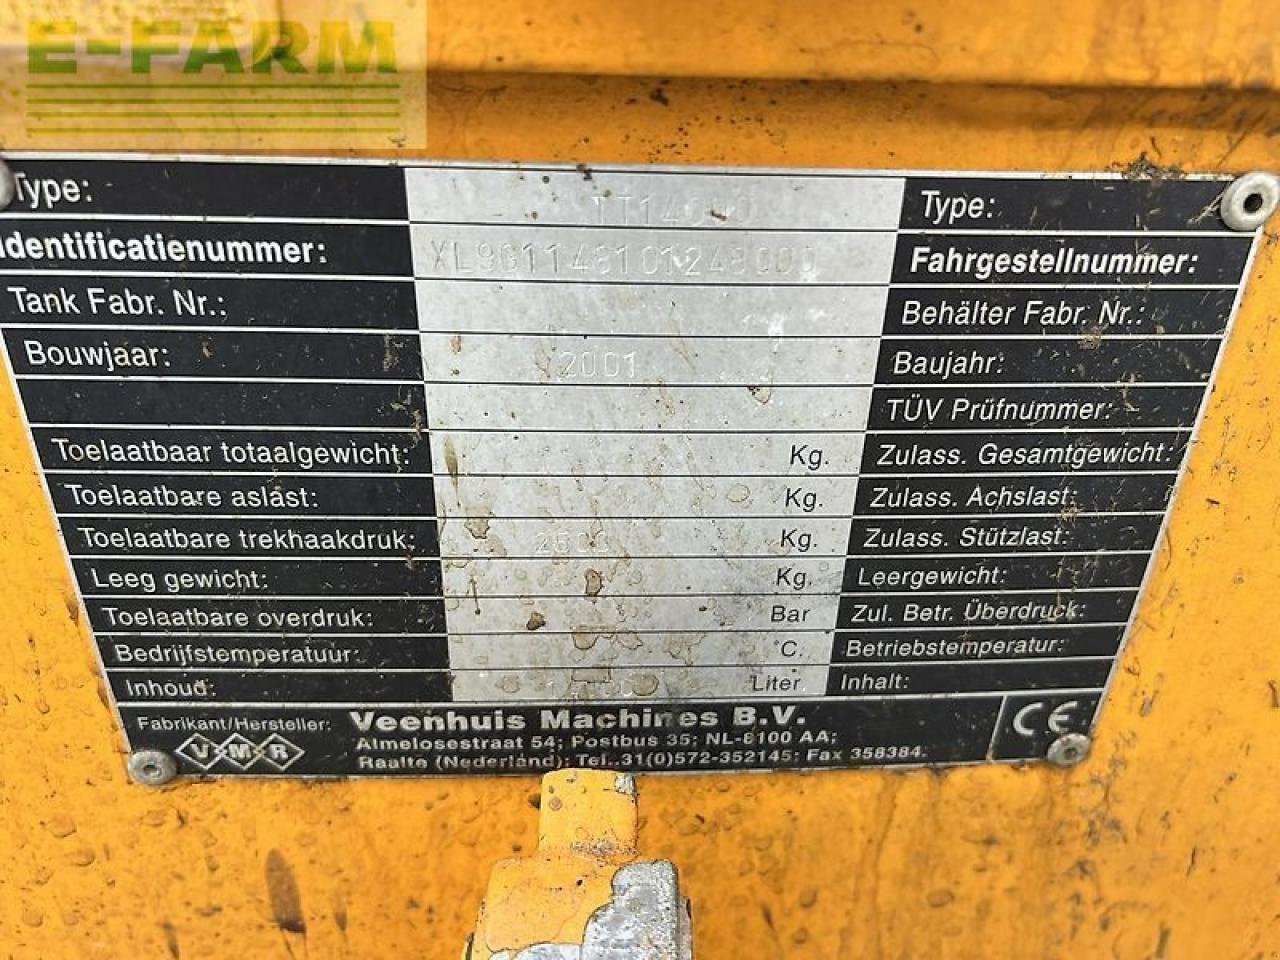 E-FARM
Type: TT14000 Type:
Identificatienummer: Fahrgestellnummer:
Tank Fabr. Nr.: Behälter Fabr. Nr.:
Bouwjaar: 2001 Baujahr:
TÜV Prüfnummer:
Toelaatbaar totaalgewicht: Kg. Zulass. Gesamtgewicht:
Toelaatbare aslast: Kg. Zulass. Achslast:
Toelaatbare trekhaakdruk: 2500 Kg. Zulass. Stützlast:
Leeg gewicht: Kg. Leergewicht:
Toelaatbare overdruk: Bar Zul. Betr. Überdruck:
Bedrijfstemperatuur: °C. Betriebstemperatur:
Inhoud: Liter. Inhalt:
Fabrikant/Hersteller: Veenhuis Machines B.V.
V M R Almelosestraat 54; Postbus 35; NL-8100 AA;
Raalte (Nederland); Tel..31(0)572-352145; Fax 358384.
CE